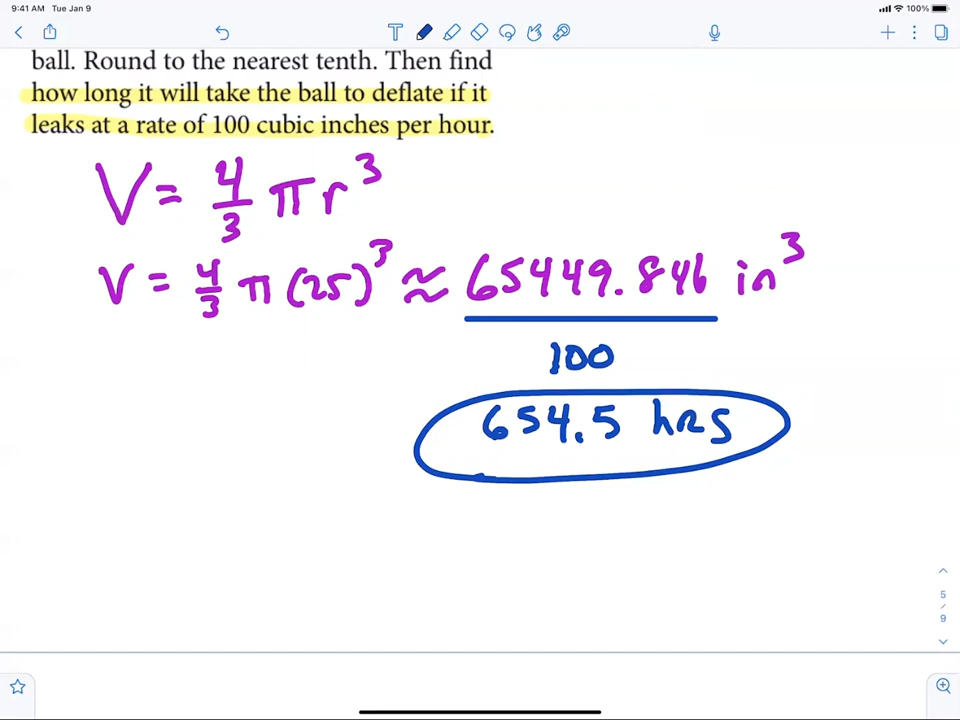 9:41 AM Tue Jan 9
100%
ball. Round to the nearest tenth. Then find
how long it will take the ball to deflate if it
leaks at a rate of 100 cubic inches per hour.
V = 4/3 πr³
V = 4/3 π(25)³ ≈ 65449.846 in³
100
654.5 hrs
5
/
9